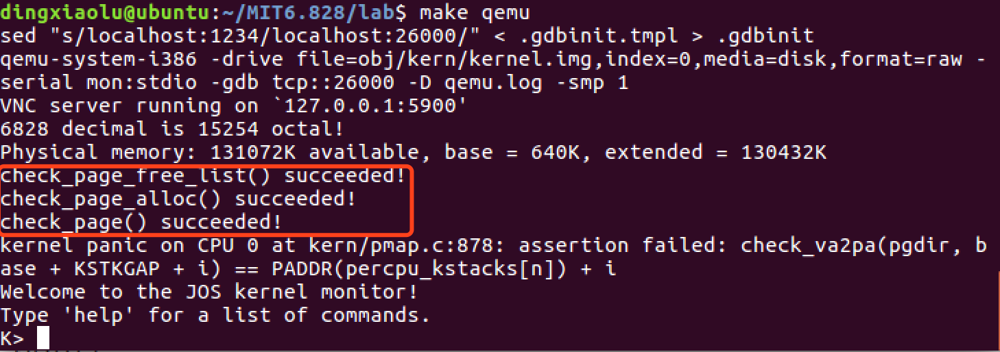 dingxiaolu@ubuntu:~/MIT6.828/lab$ make qemu
sed "s/localhost:1234/localhost:26000/" < .gdbinit.tmpl > .gdbinit
qemu-system-i386 -drive file=obj/kern/kernel.img,index=0,media=disk,format=raw -
serial mon:stdio -gdb tcp::26000 -D qemu.log -smp 1
VNC server running on `127.0.0.1:5900'
6828 decimal is 15254 octal!
Physical memory: 131072K available, base = 640K, extended = 130432K
check_page_free_list() succeeded!
check_page_alloc() succeeded!
check_page() succeeded!
kernel panic on CPU 0 at kern/pmap.c:878: assertion failed: check_va2pa(pgdir, b
ase + KSTKGAP + i) == PADDR(percpu_kstacks[n]) + i
Welcome to the JOS kernel monitor!
Type 'help' for a list of commands.
K>